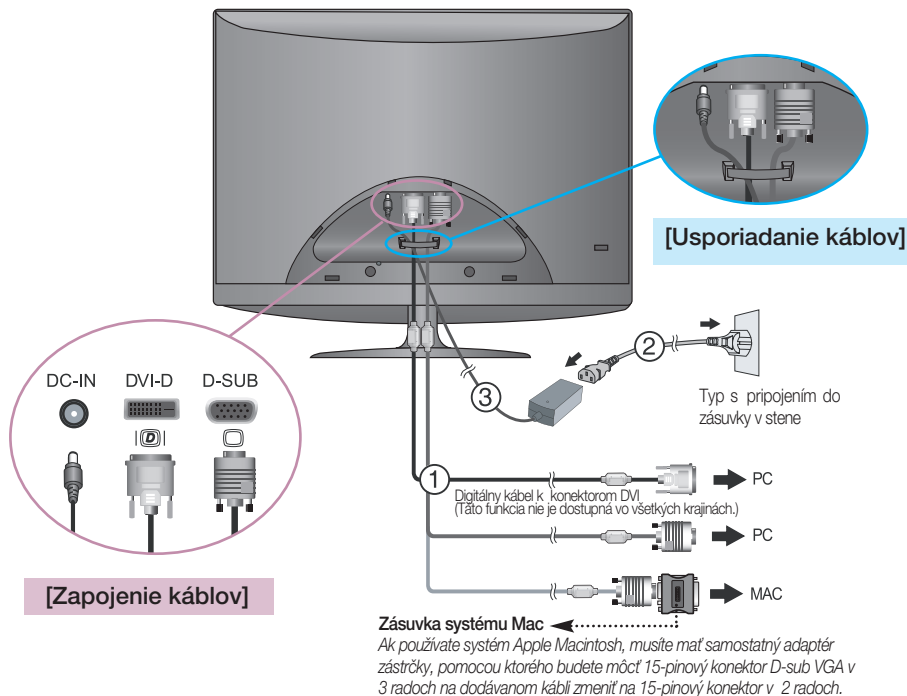 [Usporiadanie káblov]
DC-IN DVI-D D-SUB
D
[Zapojenie káblov]
1
2
3
Typ s pripojením do
zásuvky v stene
PC
Digitálny kábel k konektorom DVI
(Táto funkcia nie je dostupná vo všetkých krajinách.)
PC
MAC
Zásuvka systému Mac
Ak používate systém Apple Macintosh, musíte mať samostatný adaptér
zástrčky, pomocou ktorého budete môcť 15-pinový konektor D-sub VGA v
3 radoch na dodávanom kábli zmeniť na 15-pinový konektor v 2 radoch.